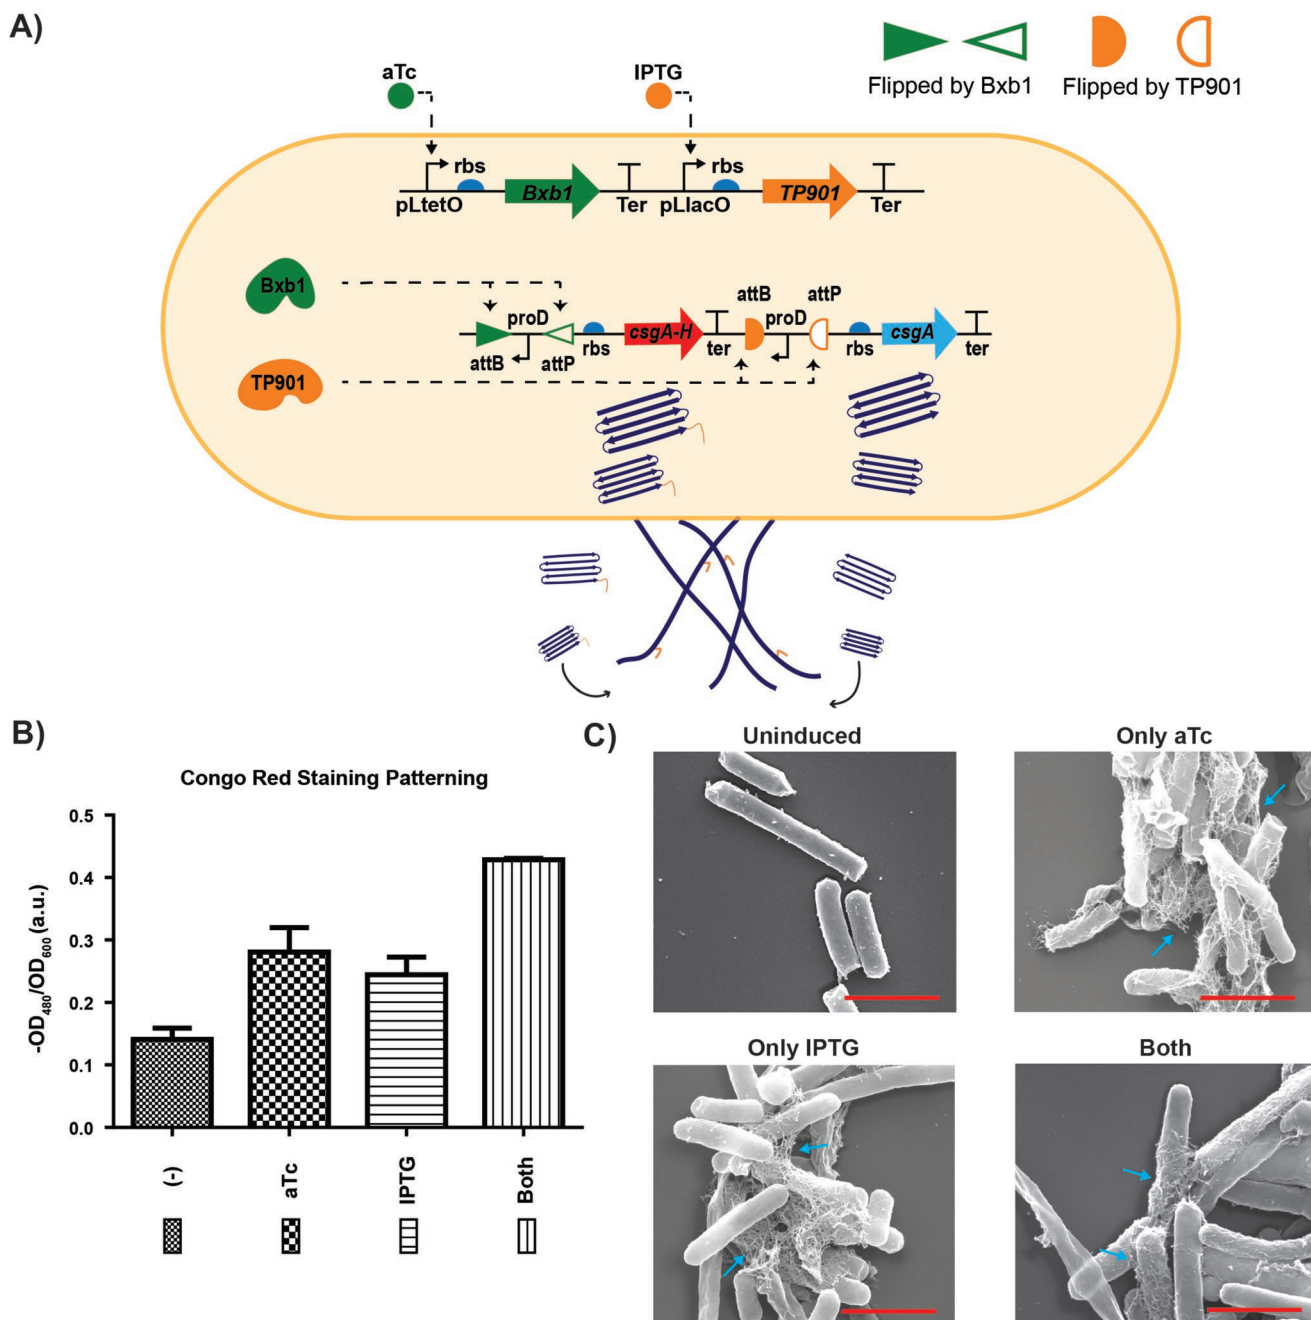 A)
Flipped by Bxb1
Flipped by TP901
aTc
IPTG
rbs
rbs
Bxb1
TP901
pLtetO
Ter
pLlacO
Ter
Bxb1
attB
attP
proD
csgA-H
proD
csgA
attB
attP
rbs
ter
rbs
ter
TP901
B)
Congo Red Staining Patterning
-OD480/OD600 (a.u.)
0.5
0.4
0.3
0.2
0.1
0.0
(-)
aTc
IPTG
Both
C)
Uninduced
Only aTc
Only IPTG
Both